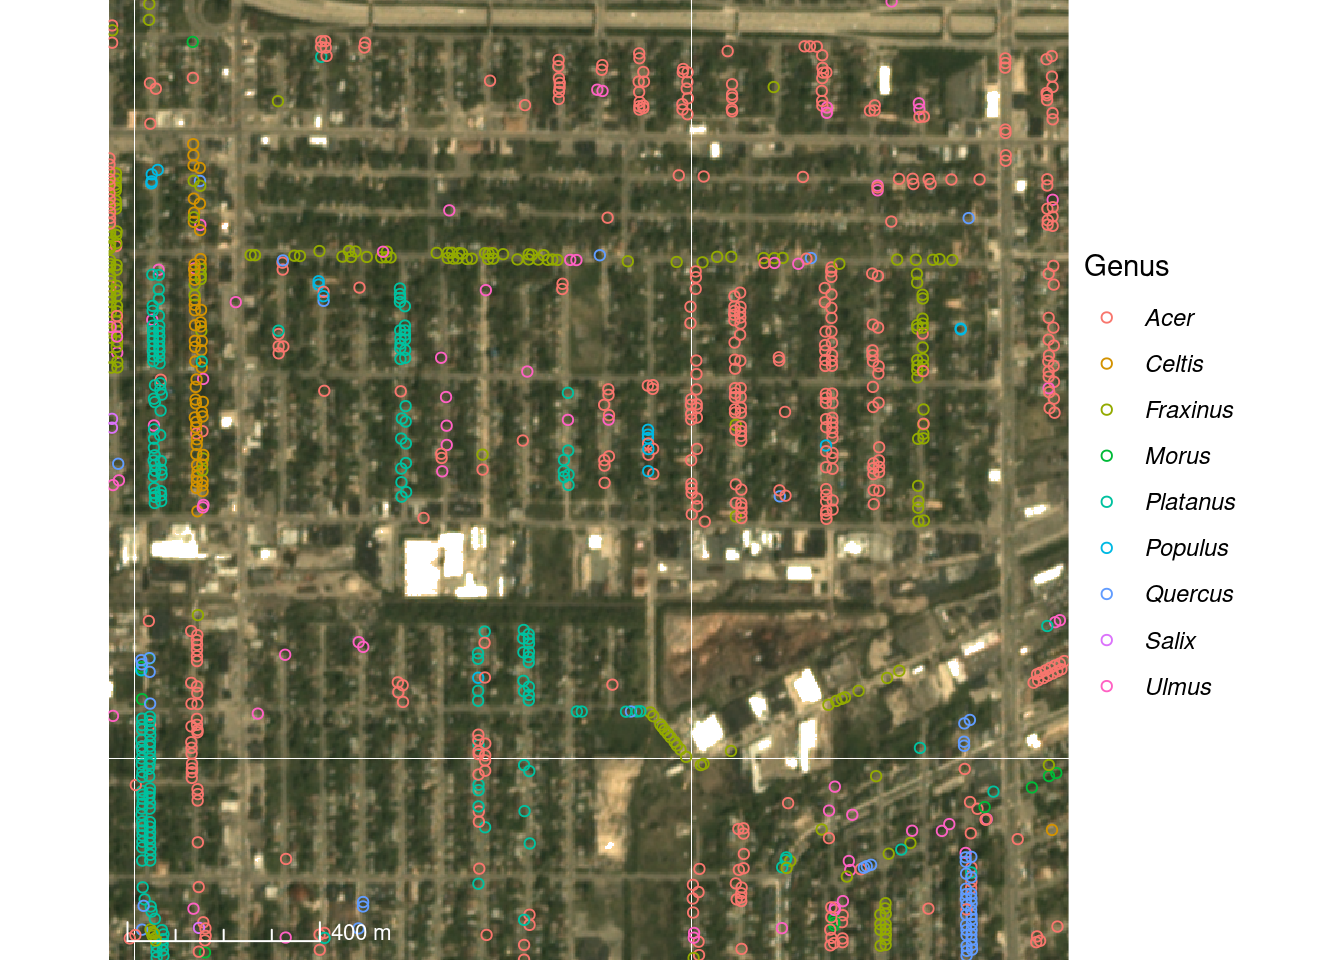 Genus
Acer
Celtis
Fraxinus
Morus
Platanus
Populus
Quercus
Salix
Ulmus
400 m